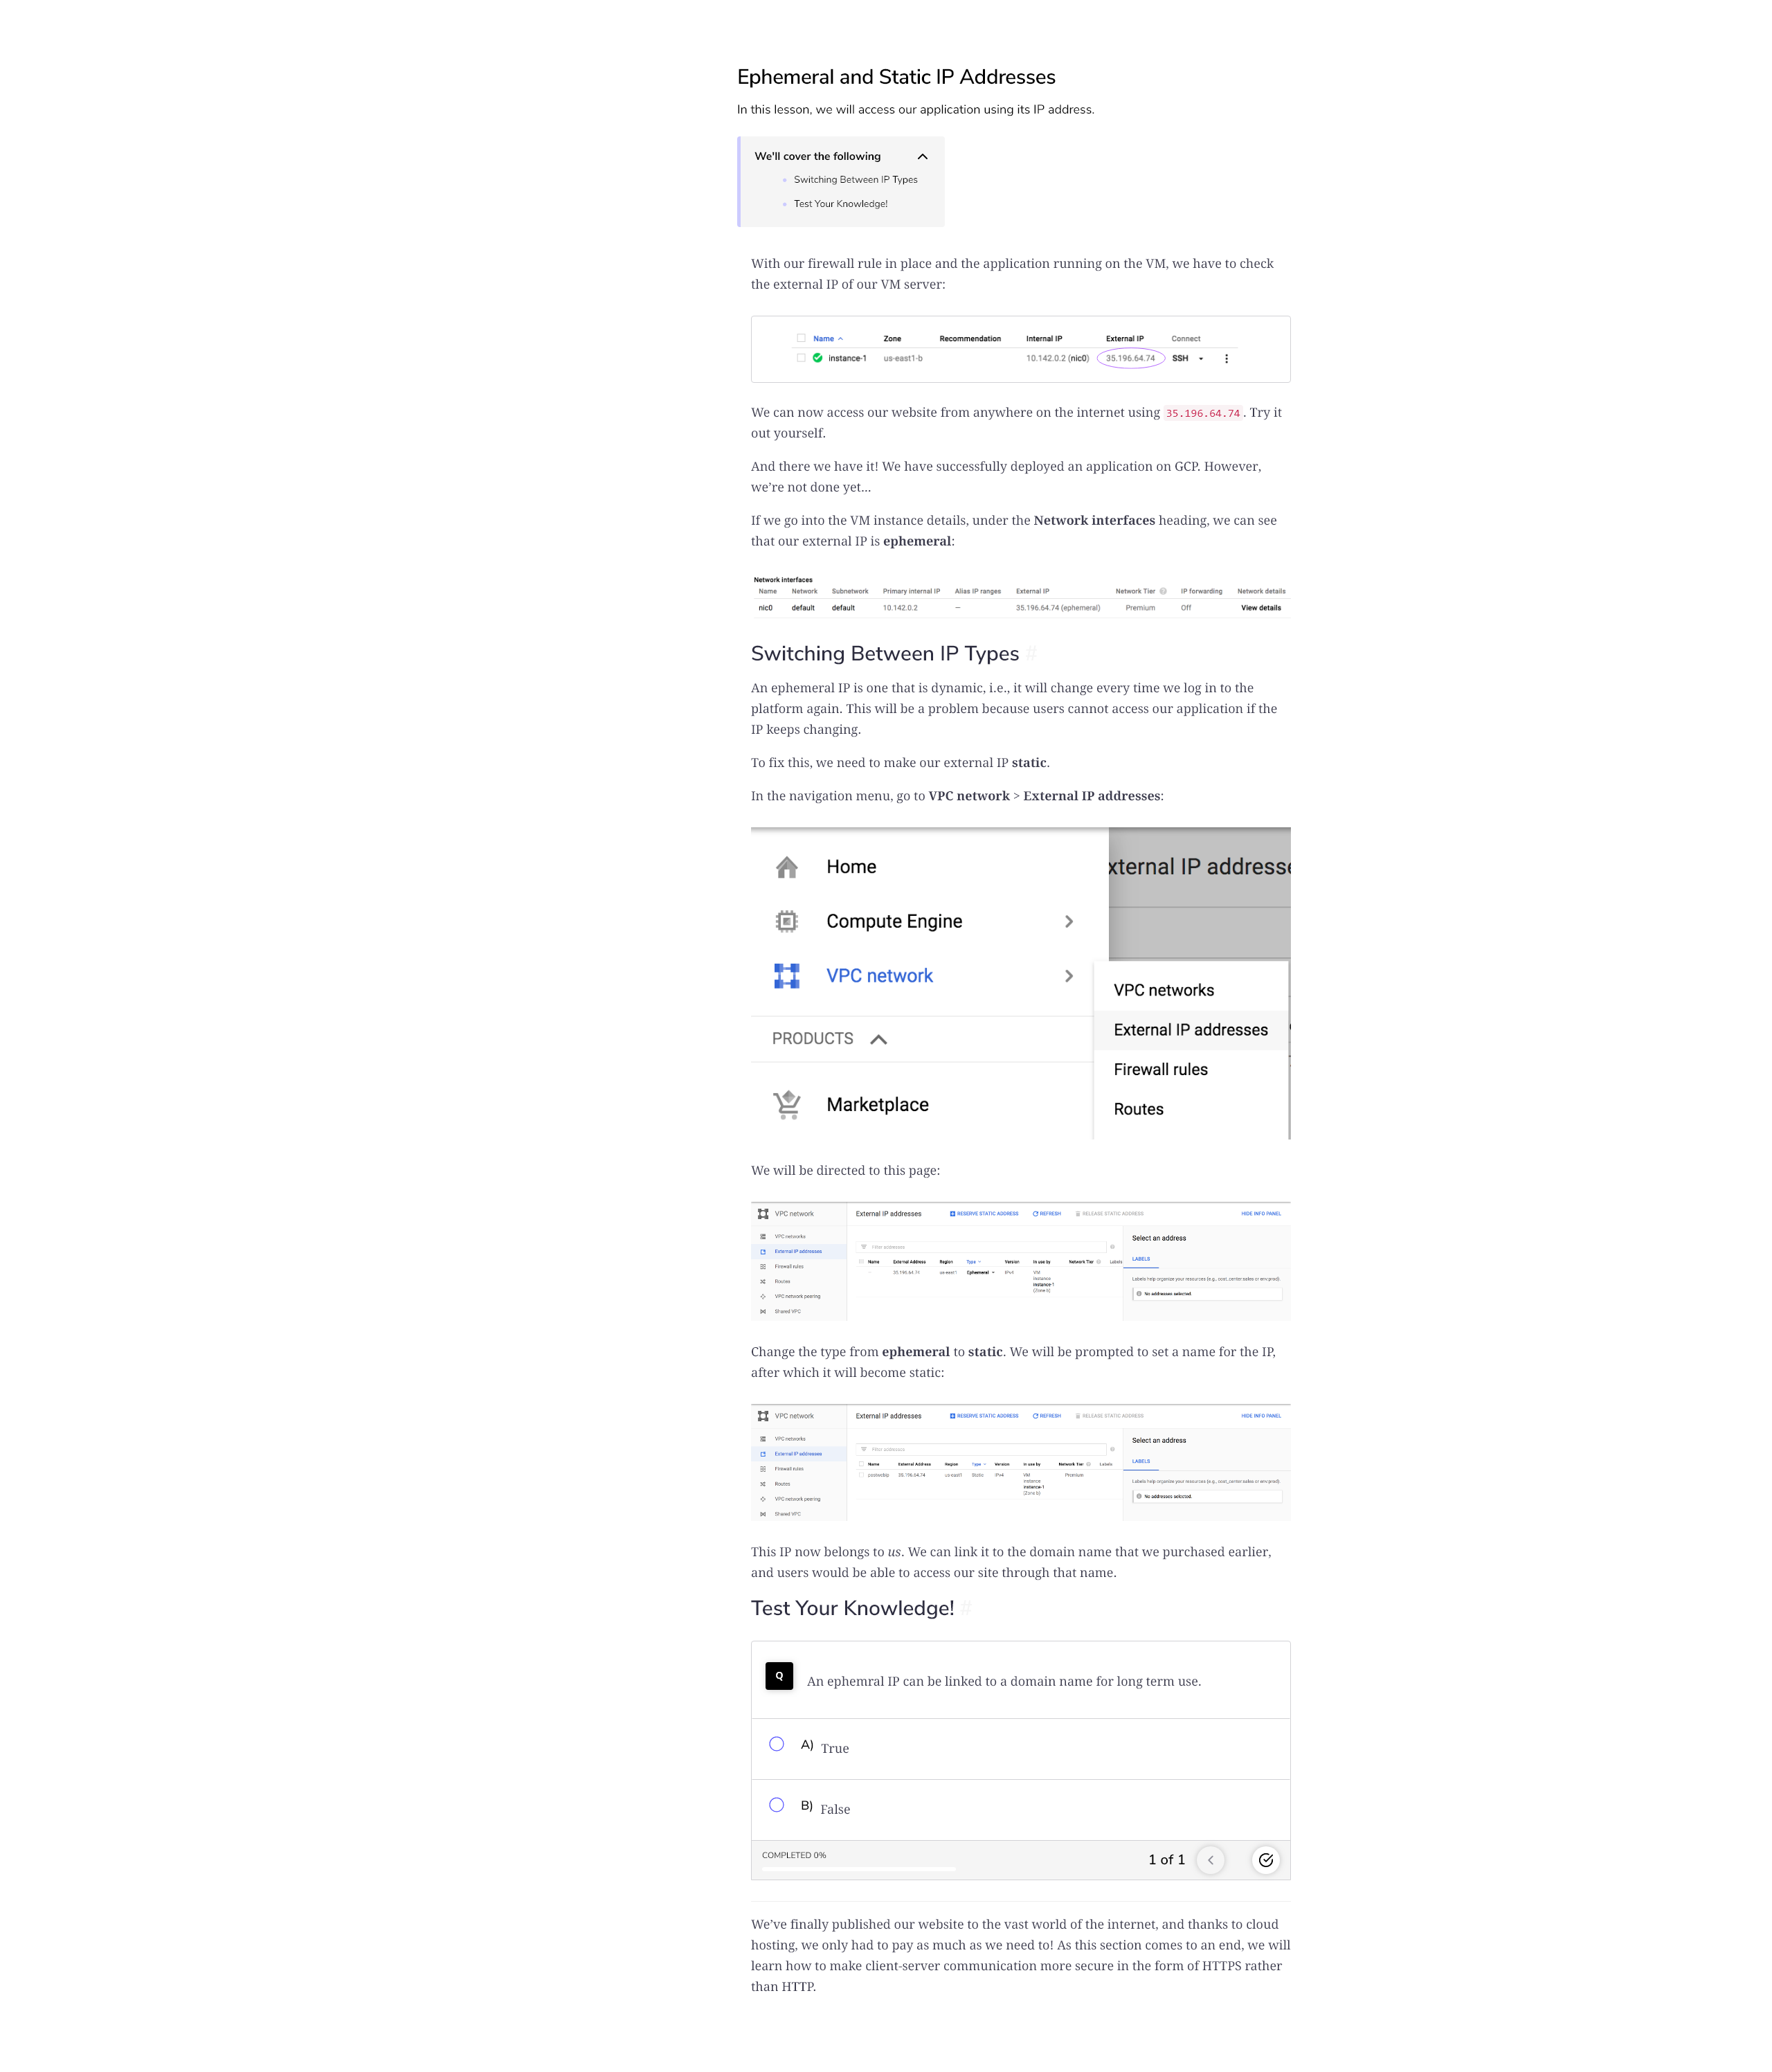 Ephemeral and Static IP Addresses
In this lesson, we will access our application using its IP address.
We'll cover the following
Switching Between IP Types
Test Your Knowledge!
With our firewall rule in place and the application running on the VM, we have to check
the external IP of our VM server:
Name Zone Recommendation Internal IP External IP Connect
instance-1 us-east1-b 10.142.0.2 (nic0) 35.196.64.74 SSH
We can now access our website from anywhere on the internet using 35.196.64.74. Try it
out yourself.
And there we have it! We have successfully deployed an application on GCP. However,
we're not done yet...
If we go into the VM instance details, under the Network interfaces heading, we can see
that our external IP is ephemeral:
Network interfaces
Name Network Subnetwork Primary internal IP Alias IP ranges External IP Network Tier IP forwarding Network details
nic0 default default 10.142.0.2 — 35.196.64.74 (ephemeral) Premium Off View details
Switching Between IP Types #
An ephemeral IP is one that is dynamic, i.e., it will change every time we log in to the
platform again. This will be a problem because users cannot access our application if the
IP keeps changing.
To fix this, we need to make our external IP static.
In the navigation menu, go to VPC network > External IP addresses:
Home
xternal IP addresse
Compute Engine
VPC network
VPC networks
External IP addresses
PRODUCTS
Firewall rules
Marketplace
Routes
We will be directed to this page:
VPC network External IP addresses RESERVE STATIC ADDRESS REFRESH RELEASE STATIC ADDRESS HIDE INFO PANEL
VPC networks
External IP addresses
Firewall rules
Routes
VPC network peering
Shared VPC
Filter addresses
Name External Address Region Type Version In use by Network Tier Labels
35.196.64.74 us-east1 Ephemeral IPv4 VM
instance
instance-1
(Zone b)
Select an address
LABELS
Labels help organize your resources (e.g., cost_center:sales or env:prod).
No addresses selected.
Change the type from ephemeral to static. We will be prompted to set a name for the IP,
after which it will become static:
VPC network External IP addresses RESERVE STATIC ADDRESS REFRESH RELEASE STATIC ADDRESS HIDE INFO PANEL
VPC networks
External IP addresses
Firewall rules
Routes
VPC network peering
Shared VPC
Filter addresses
Name External Address Region Type Version In use by Network Tier Labels
35.196.64.74 us-east1 Static IPv4 VM Premium
instance
instance-1
(Zone b)
Select an address
LABELS
Labels help organize your resources (e.g., cost_center:sales or env:prod).
No addresses selected.
This IP now belongs to us. We can link it to the domain name that we purchased earlier,
and users would be able to access our site through that name.
Test Your Knowledge! #
Q An ephemral IP can be linked to a domain name for long term use.
A) True
B) False
COMPLETED 0%
1 of 1
We've finally published our website to the vast world of the internet, and thanks to cloud
hosting, we only had to pay as much as we need to! As this section comes to an end, we will
learn how to make client-server communication more secure in the form of HTTPS rather
than HTTP.